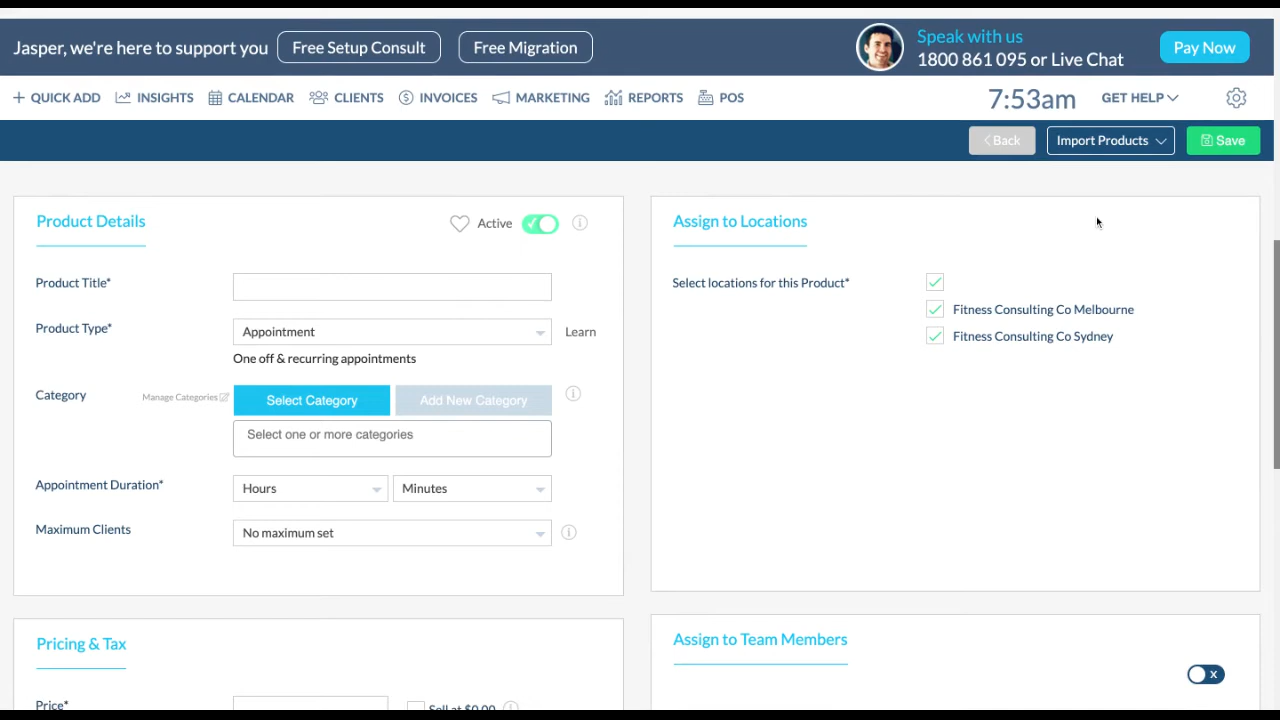 Jasper, we're here to support you
Free Setup Consult
Free Migration
Speak with us
1800 861 095 or Live Chat
Pay Now
QUICK ADD
INSIGHTS
CALENDAR
CLIENTS
INVOICES
MARKETING
REPORTS
POS
7:53am
GET HELP
Back
Import Products
Save
Product Details
Active
Product Title*
Product Type*
Appointment
Learn
One off & recurring appointments
Category
Manage Categories
Select Category
Add New Category
Select one or more categories
Appointment Duration*
Hours
Minutes
Maximum Clients
No maximum set
Assign to Locations
Select locations for this Product*
Fitness Consulting Co Melbourne
Fitness Consulting Co Sydney
Pricing & Tax
Price*
Sell at $0.00
Assign to Team Members
X